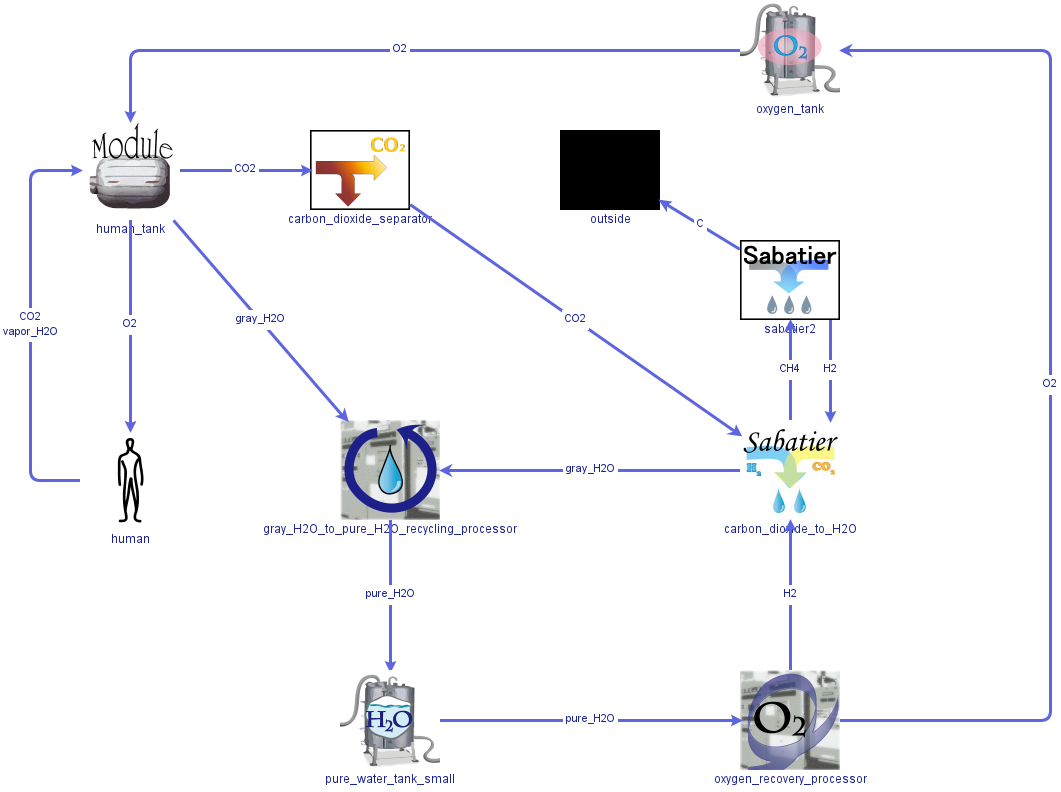 O2
O2
oxygen_tank
Module
human_tank
CO2
CO2
carbon_dioxide_separator
outside
C
Sabatier
sabatier2
CO2
vapor_H2O
O2
gray_H2O
CO2
CH4
H2
O2
Sabatier
H2
CO2
carbon_dioxide_to_H2O
gray_H2O
gray_H2O_to_pure_H2O_recycling_processor
human
pure_H2O
H2
H2O
pure_water_tank_small
pure_H2O
O2
oxygen_recovery_processor